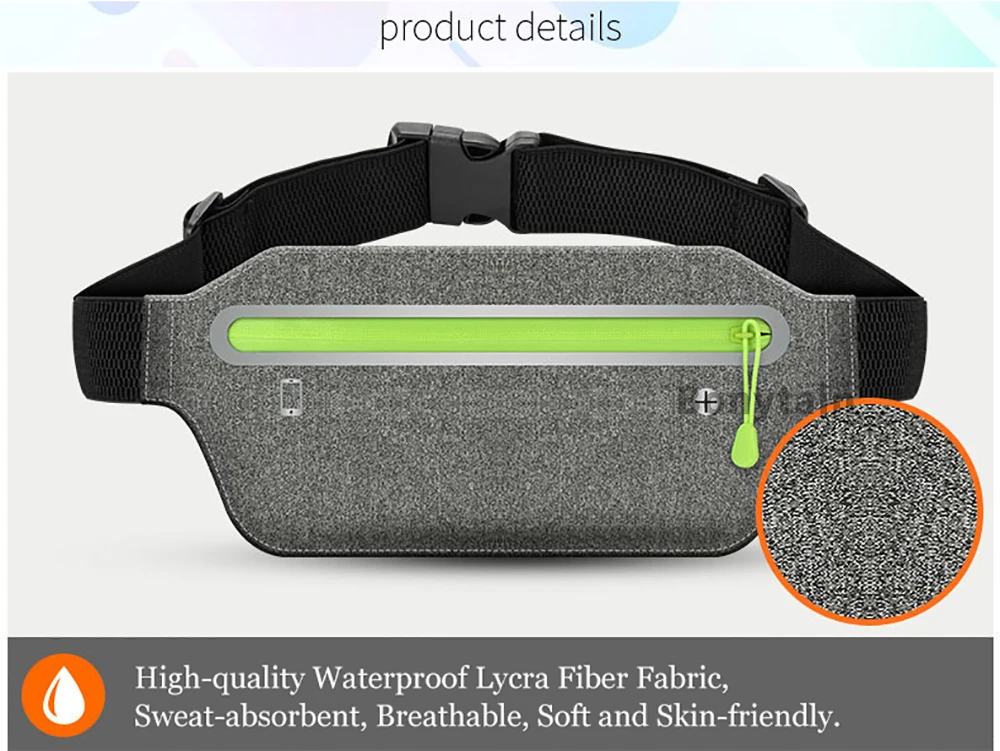 product details
High-quality Waterproof Lycra Fiber Fabric,
Sweat-absorbent, Breathable, Soft and Skin-friendly.